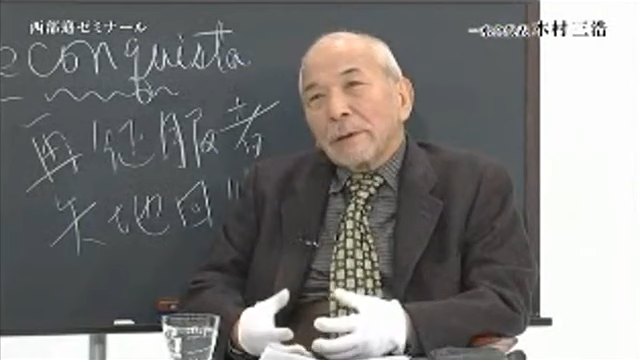 西部邁ゼミナール
木村三浩
econquista
再征服者
失地回